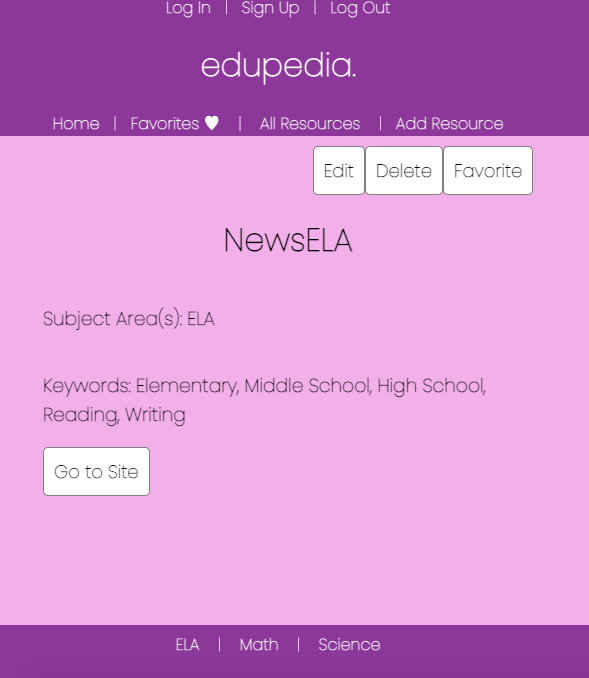 Log In | Sign Up | Log Out
edupedia.
Home | Favorites ♥ | All Resources | Add Resource
Edit Delete Favorite
NewsELA
Subject Area(s): ELA
Keywords: Elementary, Middle School, High School,
Reading, Writing
Go to Site
ELA | Math | Science